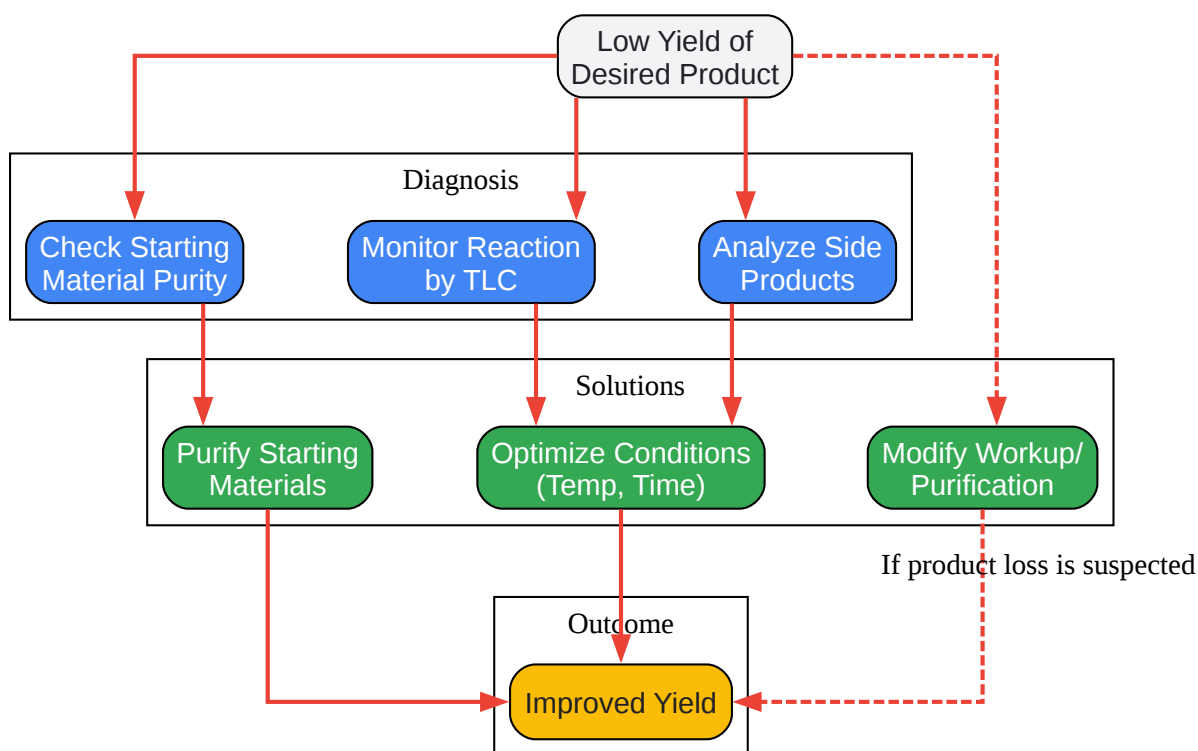 Low Yield of
Desired Product
Diagnosis
Check Starting
Material Purity
Monitor Reaction
by TLC
Analyze Side
Products
Solutions
Purify Starting
Materials
Optimize Conditions
(Temp, Time)
Modify Workup/
Purification
If product loss is suspected
Outcome
Improved Yield